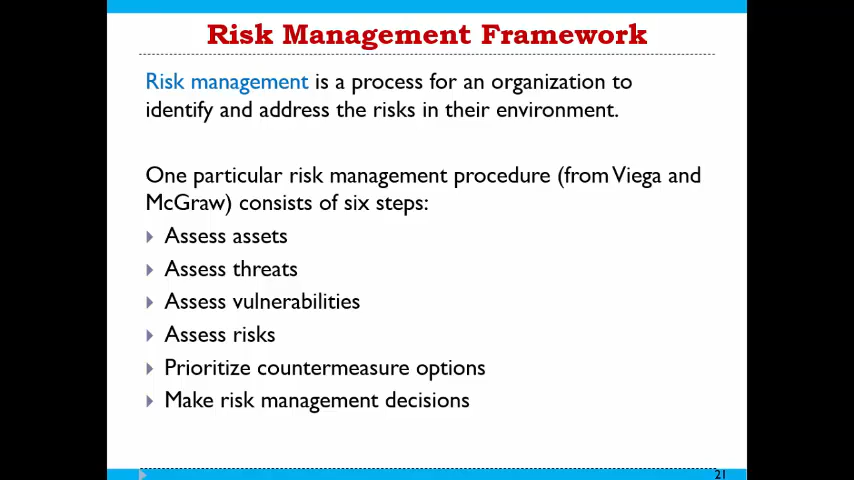 Risk Management Framework
Risk management is a process for an organization to
identify and address the risks in their environment.
One particular risk management procedure (from Viega and
McGraw) consists of six steps:
Assess assets
Assess threats
Assess vulnerabilities
Assess risks
Prioritize countermeasure options
Make risk management decisions
21